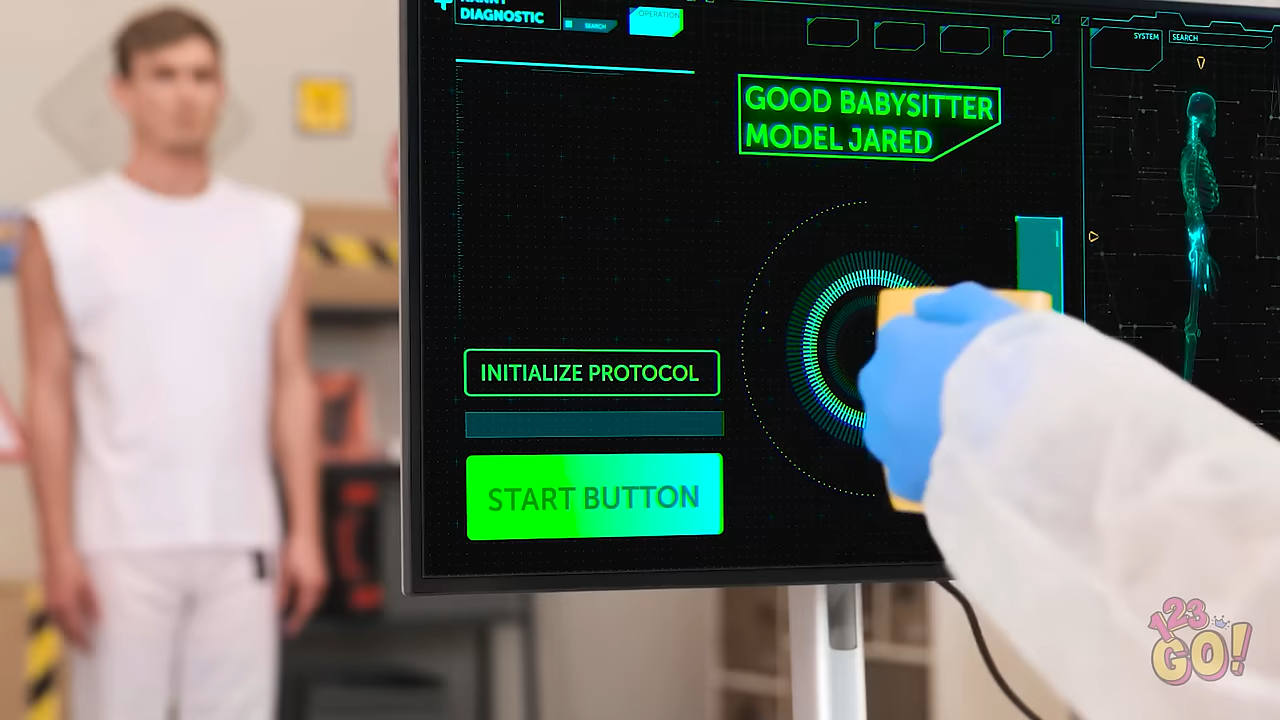 DIAGNOSTIC
SEARCH
OPERATION
GOOD BABYSITTER
MODEL JARED
INITIALIZE PROTOCOL
START BUTTON
SYSTEM
SEARCH
123
GO!